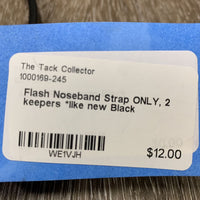 The Tack Collector
1000169-245
Flash Noseband Strap ONLY, 2
keepers *like new Black
WE1VJH
$12.00